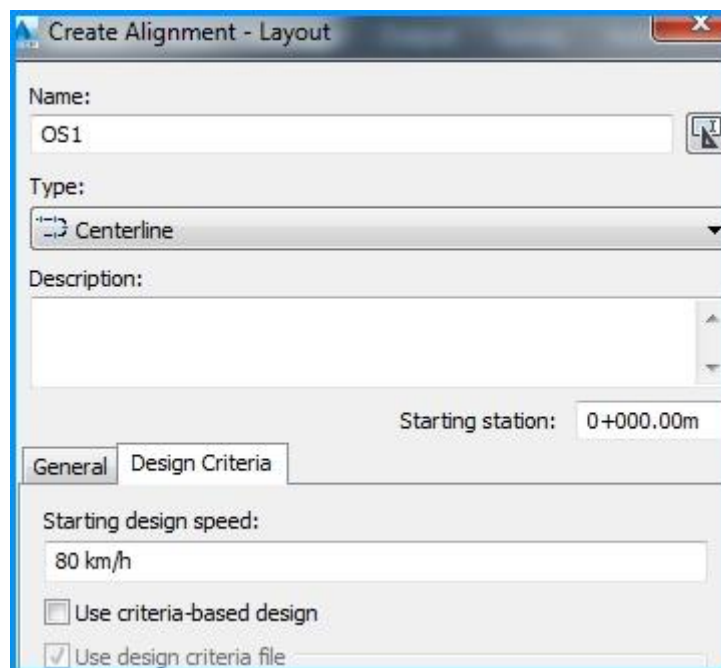 Create Alignment - Layout
Name:
OS1
Type:
Centerline
Description:
Starting station: 0+000.00m
General Design Criteria
Starting design speed:
80 km/h
Use criteria-based design
Use design criteria file